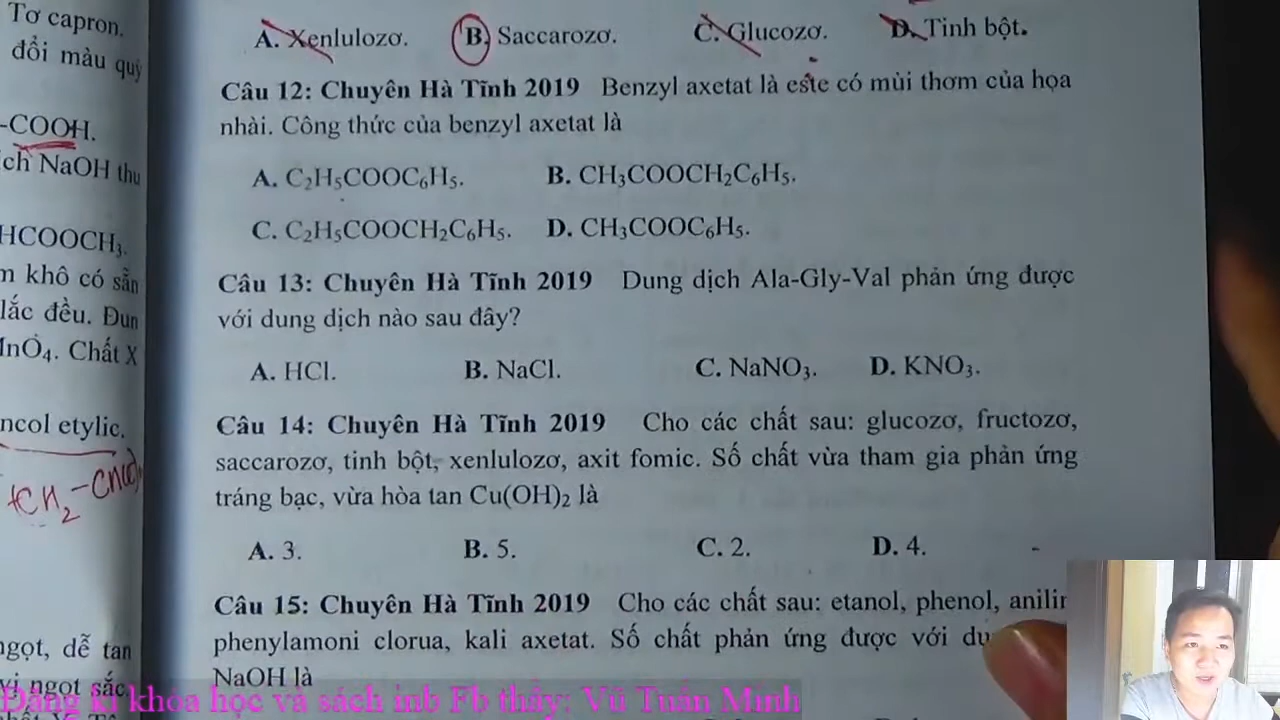 Tơ capron.
đổi màu quỳ
-COOH.
ch NaOH thu
HCOOCH₃.
khô có sẵn
lắc đều. Đun
InO₄. Chất X
ncol etylic.
CH₂-CH
ngọt, dễ tan
vị ngọt sắc
A. Xenlulozơ. B. Saccarozơ. C. Glucozơ. D. Tinh bột.
Câu 12: Chuyên Hà Tĩnh 2019 Benzyl axetat là este có mùi thơm của họa
nhài. Công thức của benzyl axetat là
A. C₂H₅COOC₆H₅. B. CH₃COOCH₂C₆H₅.
C. C₂H₅COOCH₂C₆H₅. D. CH₃COOC₆H₅.
Câu 13: Chuyên Hà Tĩnh 2019 Dung dịch Ala-Gly-Val phản ứng được
với dung dịch nào sau đây?
A. HCl. B. NaCl. C. NaNO₃. D. KNO₃.
Câu 14: Chuyên Hà Tĩnh 2019 Cho các chất sau: glucozơ, fructozơ,
saccarozơ, tinh bột, xenlulozơ, axit fomic. Số chất vừa tham gia phản ứng
tráng bạc, vừa hòa tan Cu(OH)₂ là
A. 3. B. 5. C. 2. D. 4.
Câu 15: Chuyên Hà Tĩnh 2019 Cho các chất sau: etanol, phenol, anilin
phenylamoni clorua, kali axetat. Số chất phản ứng được với du
NaOH là
Đăng kí khóa học và sách inb Fb thầy: Vũ Tuấn Minh